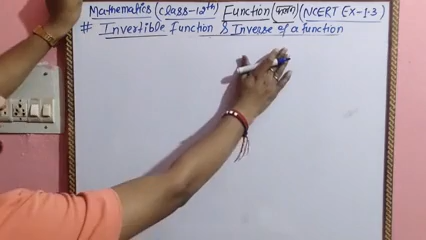 Mathematics (Class-12th) Function (फलन) (NCERT EX-1.3)
# Invertible Function & Inverse of a function